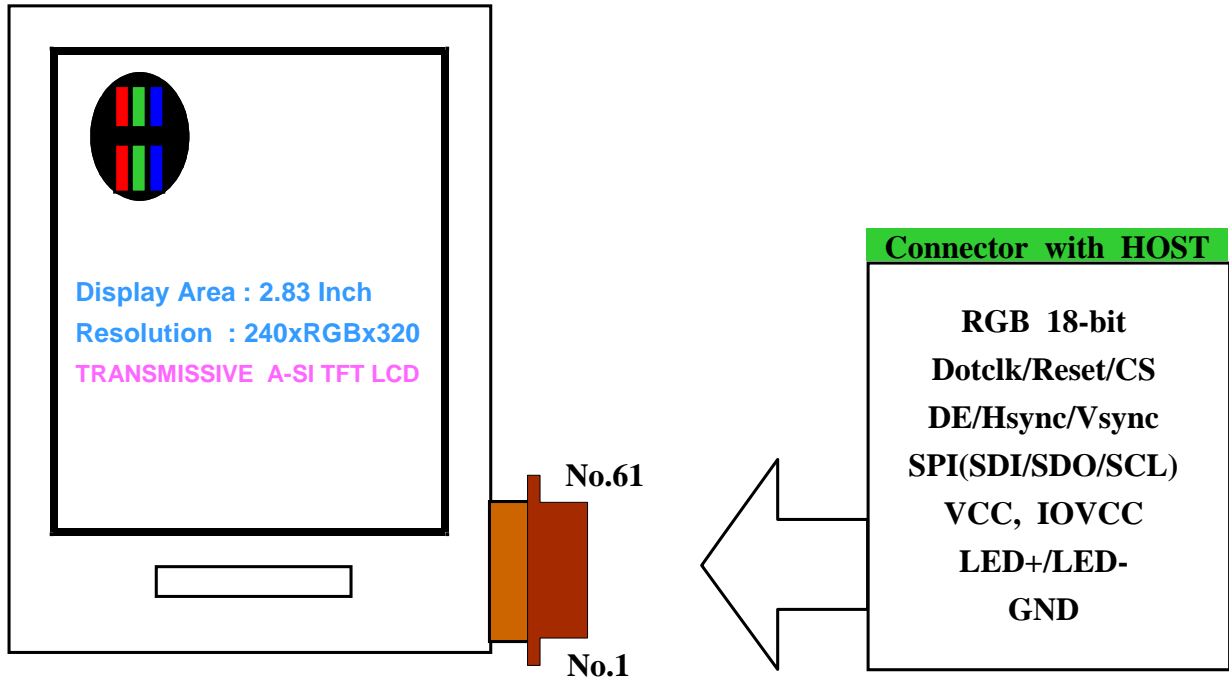 Display Area : 2.83 Inch
Resolution : 240xRGBx320
TRANSMISSIVE A-SI TFT LCD
No.61
No.1
Connector with HOST
RGB 18-bit
Dotclk/Reset/CS
DE/Hsync/Vsync
SPI(SDI/SDO/SCL)
VCC, IOVCC
LED+/LED-
GND